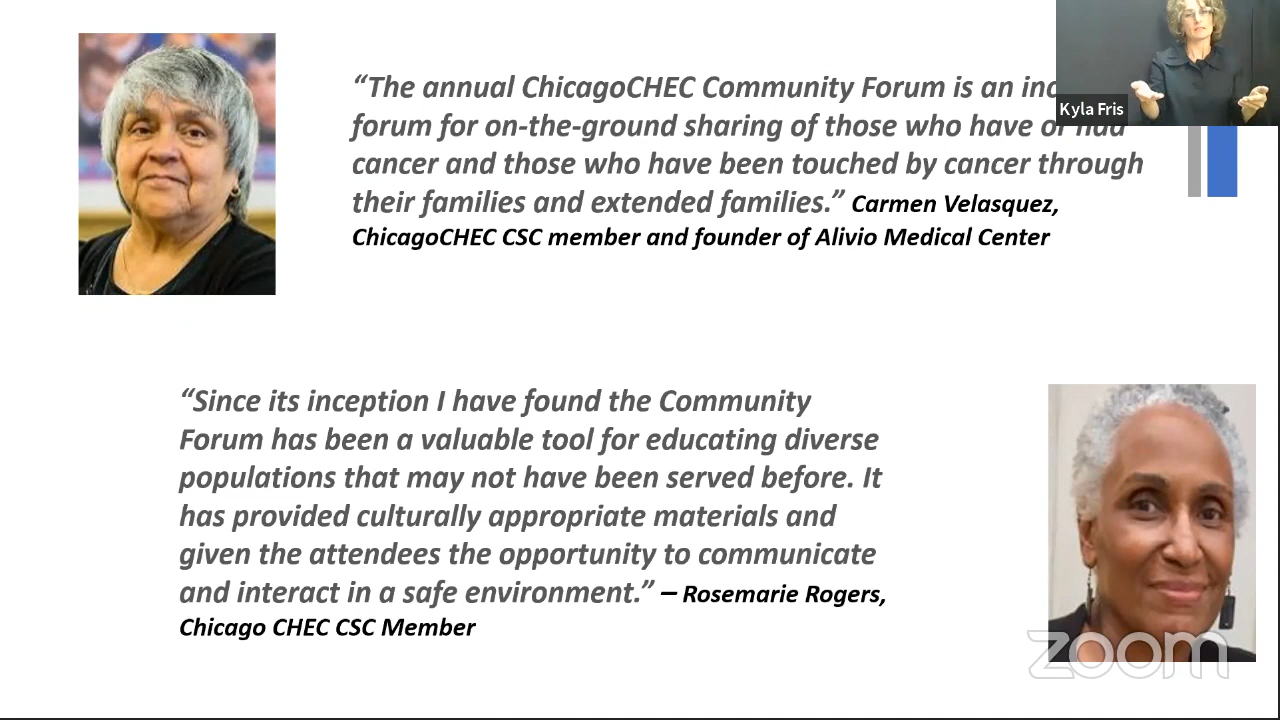 “The annual ChicagoCHEC Community Forum is an
forum for on-the-ground sharing of those who have or had
cancer and those who have been touched by cancer through
their families and extended families.” Carmen Velasquez,
ChicagoCHEC CSC member and founder of Alivio Medical Center
Kyla Fris
“Since its inception I have found the Community
Forum has been a valuable tool for educating diverse
populations that may not have been served before. It
has provided culturally appropriate materials and
given the attendees the opportunity to communicate
and interact in a safe environment.” – Rosemarie Rogers,
Chicago CHEC CSC Member
zoom